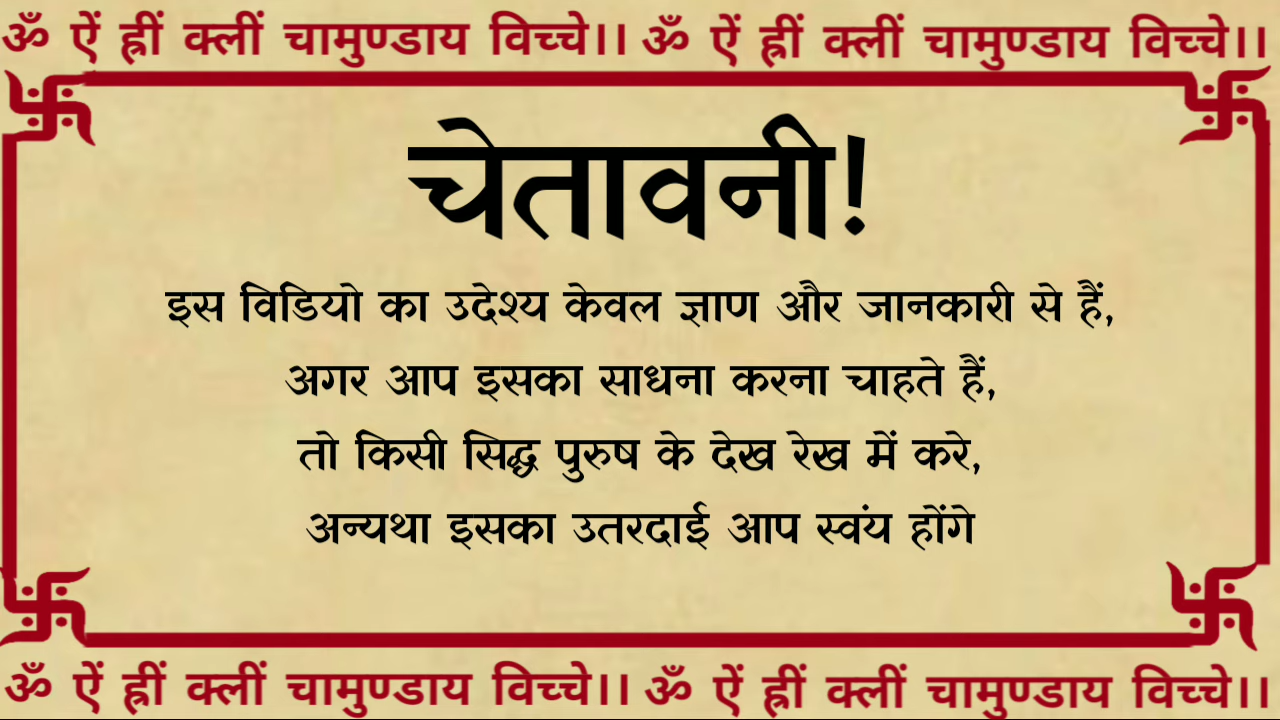 ॐ ऐं ह्रीं क्लीं चामुण्डाय विच्चे।। ॐ ऐं ह्रीं क्लीं चामुण्डाय विच्चे।।
चेतावनी!
इस विडियो का उदेश्य केवल ज्ञाण और जानकारी से हैं,
अगर आप इसका साधना करना चाहते हैं,
तो किसी सिद्ध पुरुष के देख रेख में करे,
अन्यथा इसका उतरदाई आप स्वंय होंगे
ॐ ऐं ह्रीं क्लीं चामुण्डाय विच्चे।। ॐ ऐं ह्रीं क्लीं चामुण्डाय विच्चे।।